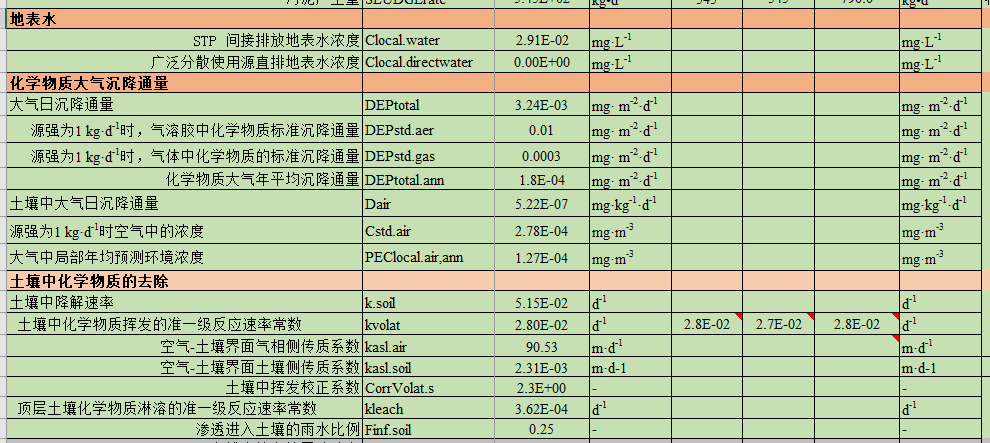 SLUDGErate kg·d 545 545 790.0
地表水
STP 间接排放地表水浓度 Clocal.water 2.91E-02 mg·L-1 mg·L-1
广泛分散使用源直排地表水浓度 Clocal.directwater 0.00E+00 mg·L-1 mg·L-1
化学物质大气沉降通量
大气日沉降通量 DEPtotal 3.24E-03 mg· m-2·d-1 mg· m-2·d-1
源强为1 kg·d-1时，气溶胶中化学物质标准沉降通量 DEPstd.aer 0.01 mg· m-2·d-1 mg· m-2·d-1
源强为1 kg·d-1时，气体中化学物质的标准沉降通量 DEPstd.gas 0.0003 mg· m-2·d-1 mg· m-2·d-1
化学物质大气年平均沉降通量 DEPtotal.ann 1.8E-04 mg· m-2·d-1 mg· m-2·d-1
土壤中大气日沉降通量 Dair 5.22E-07 mg·kg-1·d-1 mg·kg-1·d-1
源强为1 kg·d-1时空气中的浓度 Cstd.air 2.78E-04 mg·m-3 mg·m-3
大气中局部年均预测环境浓度 PEClocal.air,ann 1.27E-04 mg·m-3 mg·m-3
土壤中化学物质的去除
土壤中降解速率 k.soil 5.15E-02 d-1 d-1
土壤中化学物质挥发的准一级反应速率常数 kvolat 2.80E-02 d-1 2.8E-02 2.7E-02 2.8E-02 d-1
空气-土壤界面气相侧传质系数 kasl.air 90.53 m·d-1 m·d-1
空气-土壤界面土壤侧传质系数 kasl.soil 2.31E-03 m·d-1 m·d-1
土壤中挥发校正系数 CorrVolat.s 2.3E+00 - -
顶层土壤化学物质淋溶的准一级反应速率常数 kleach 3.62E-04 d-1 d-1
渗透进入土壤的雨水比例 Finf.soil 0.25 - -